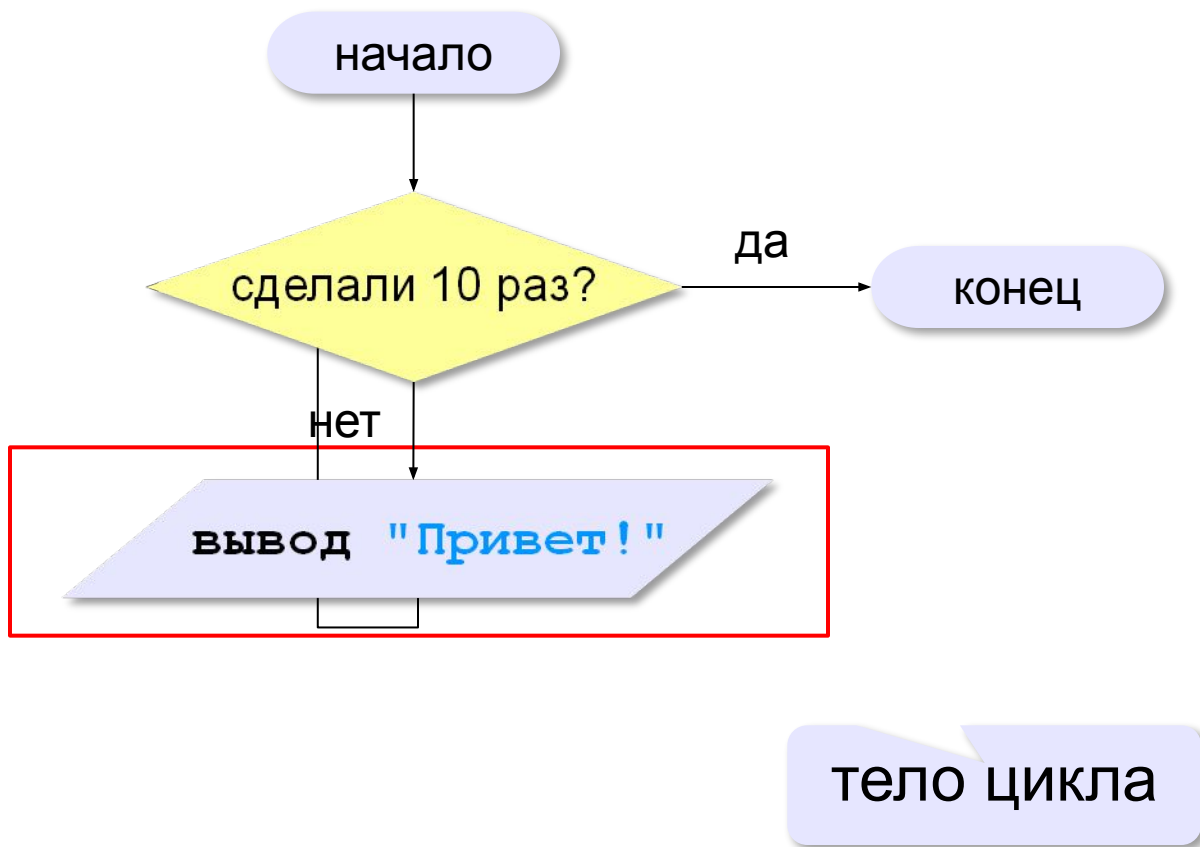 начало
сделали 10 раз?
да
конец
нет
вывод "Привет!"
тело цикла